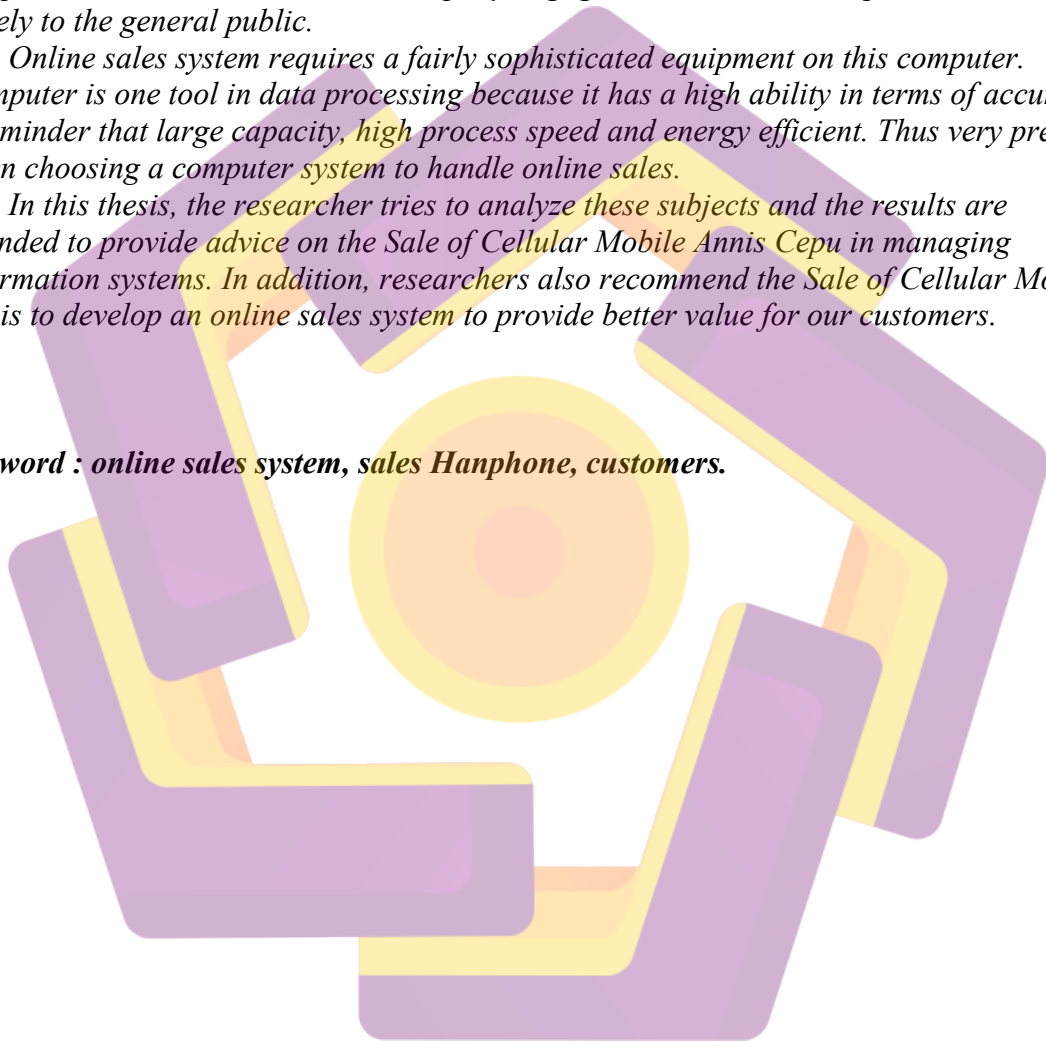 ely to the general public.
Online sales system requires a fairly sophisticated equipment on this computer.
mputer is one tool in data processing because it has a high ability in terms of accu
minder that large capacity, high process speed and energy efficient. Thus very pre
n choosing a computer system to handle online sales.
In this thesis, the researcher tries to analyze these subjects and the results are
nded to provide advice on the Sale of Cellular Mobile Annis Cepu in managing
rmation systems. In addition, researchers also recommend the Sale of Cellular Mo
is to develop an online sales system to provide better value for our customers.
word : online sales system, sales Hanphone, customers.